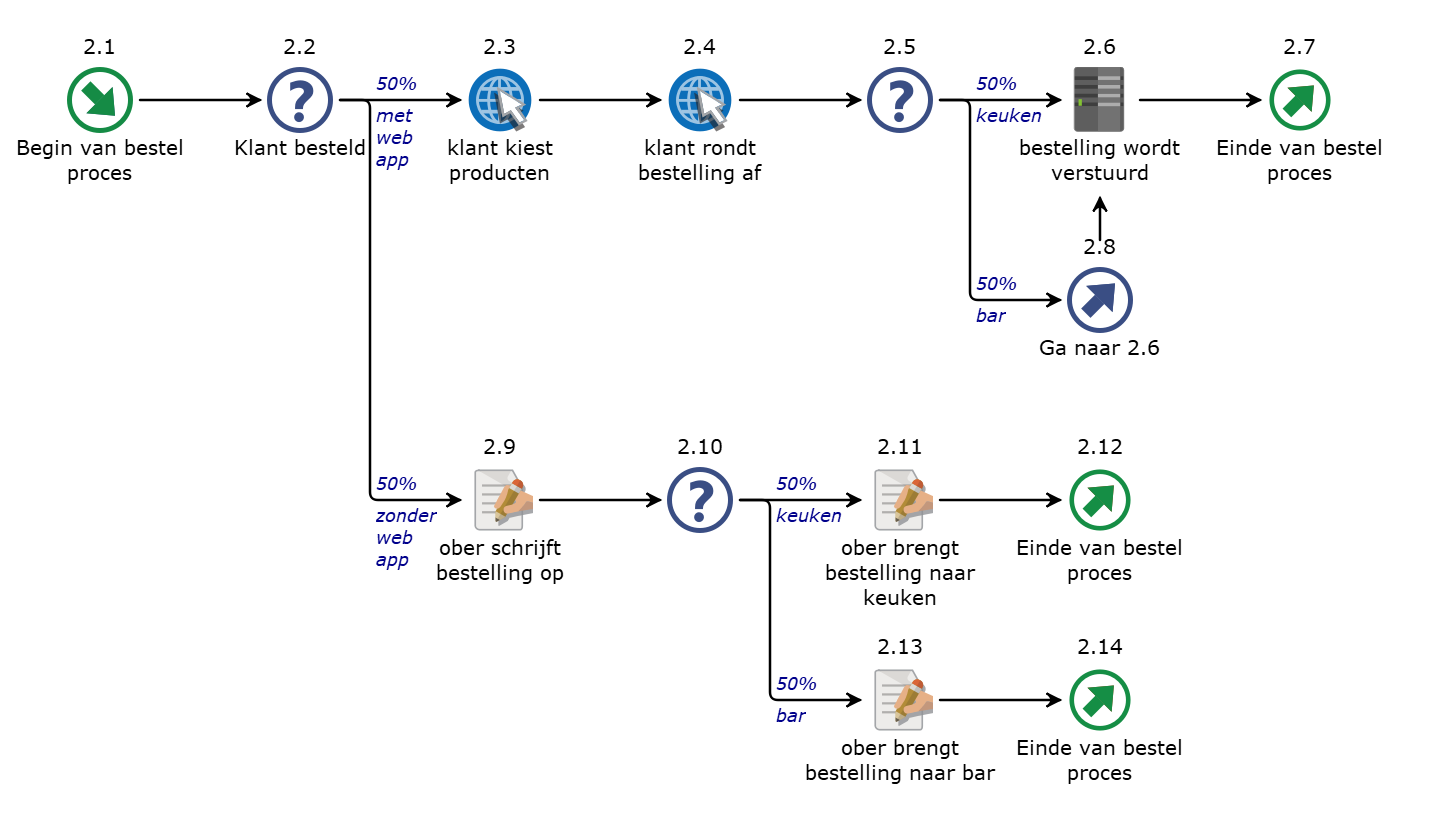 2.1
2.2
2.3
2.4
2.5
2.6
2.7
50%
50%
met
web
app
keuken
Begin van bestel
proces
Klant besteld
klant kiest
producten
klant rondt
bestelling af
bestelling wordt
verstuurd
Einde van bestel
proces
2.8
50%
bar
Ga naar 2.6
2.9
2.10
2.11
2.12
50%
zonder
web
app
50%
keuken
ober schrijft
bestelling op
ober brengt
bestelling naar
keuken
Einde van bestel
proces
2.13
2.14
50%
bar
ober brengt
bestelling naar bar
Einde van bestel
proces